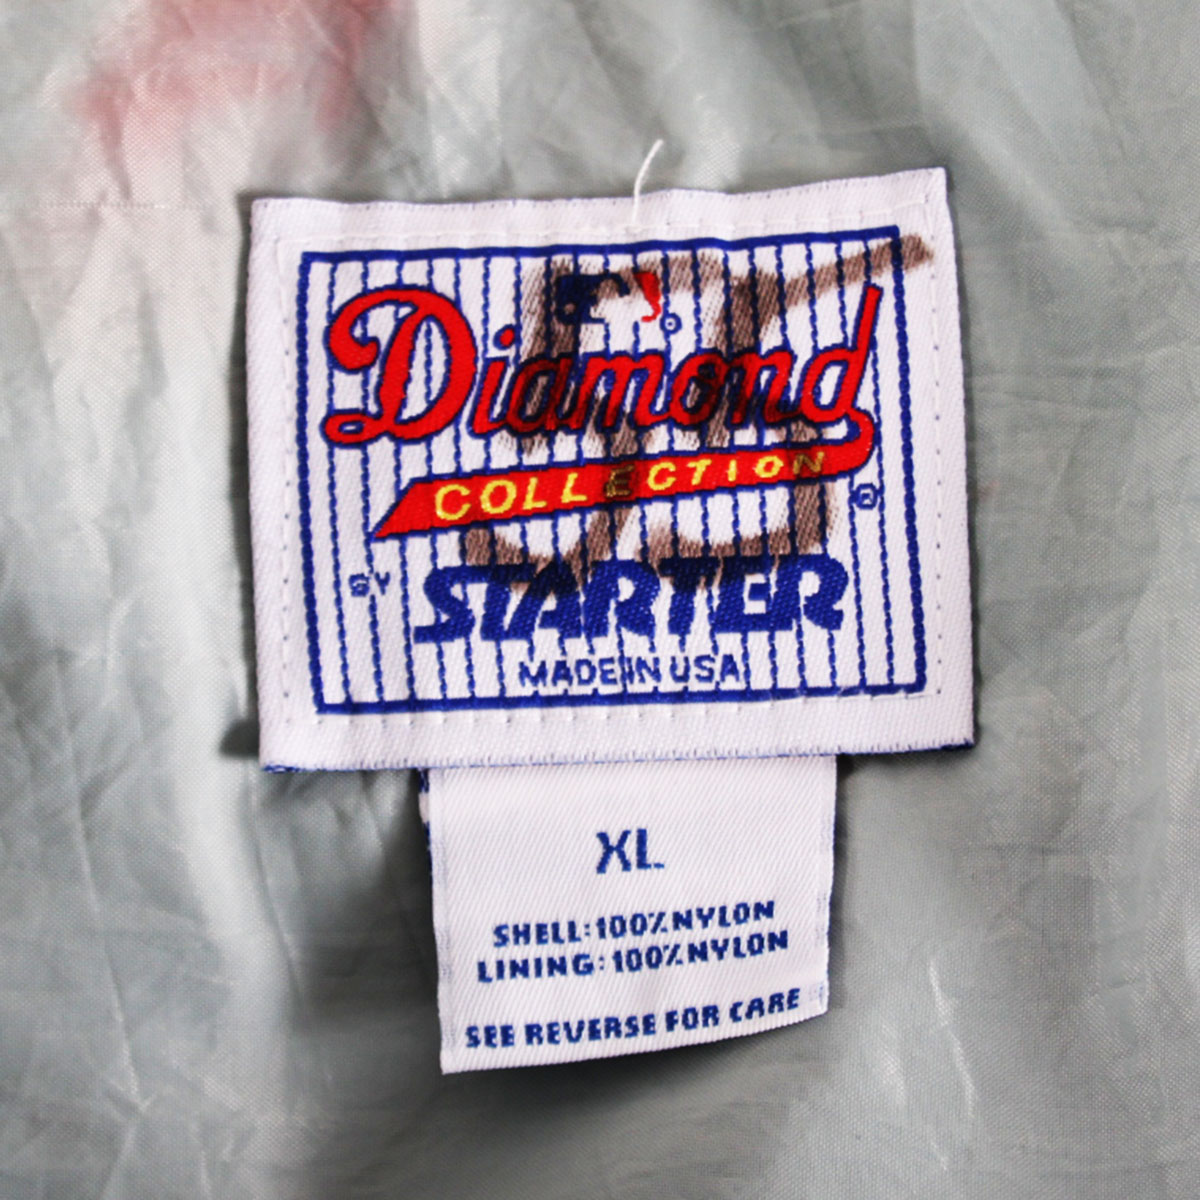 Diamond
COLLECTION
BY STARTER
MADE IN USA
XL
SHELL:100%NYLON
LINING:100%NYLON
SEE REVERSE FOR CARE